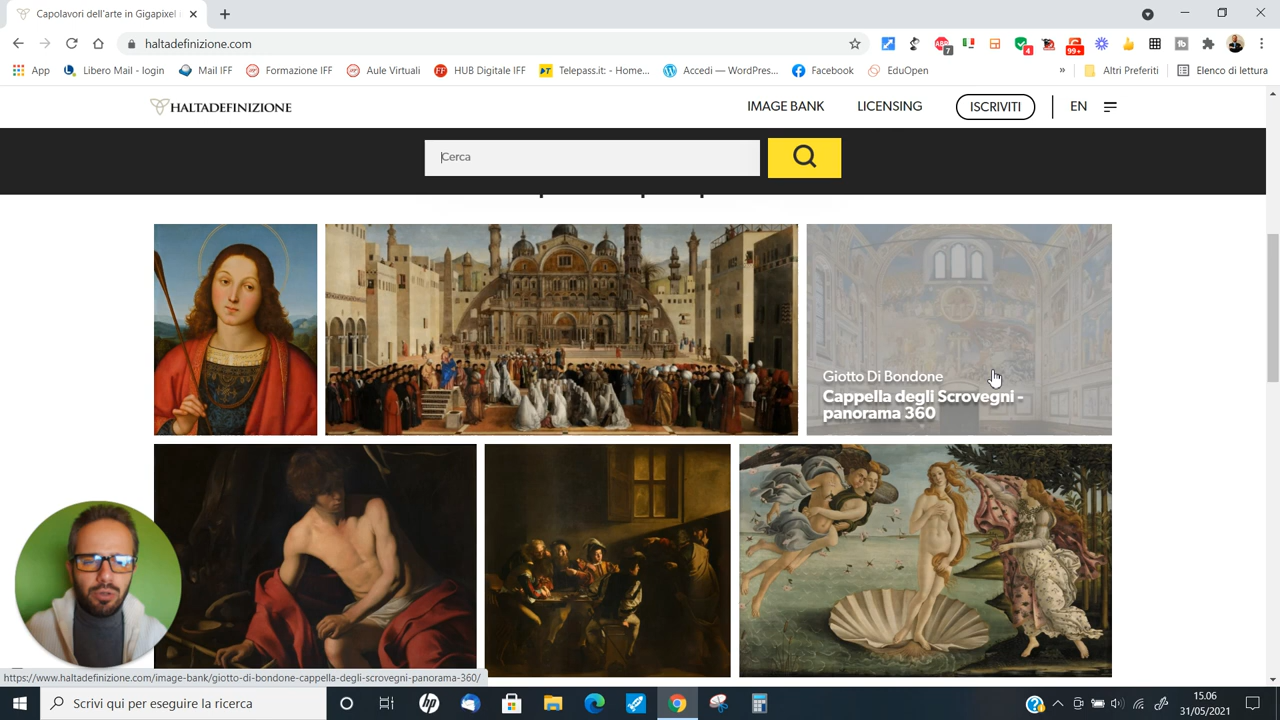 Capolavori dell'arte in Gigapixel
haltadefinizione.com
7
4
99+
App
Libero Mail - login
Mail IFF
Formazione IFF
Aule Virtuali
HUB Digitale IFF
Telepass.it: - Home...
Accedi — WordPress...
Facebook
EduOpen
»
Altri Preferiti
Elenco di lettura
HALTADEFINIZIONE
IMAGE BANK
LICENSING
ISCRIVITI
EN
Cerca
Giotto Di Bondone
Cappella degli Scrovegni -
panorama 360
https://www.haltadefinizione.com/image-bank/giotto-di-bondone-cappella-degli-scrovegni-panorama-360/
Scrivi qui per eseguire la ricerca
15.06
31/05/2021